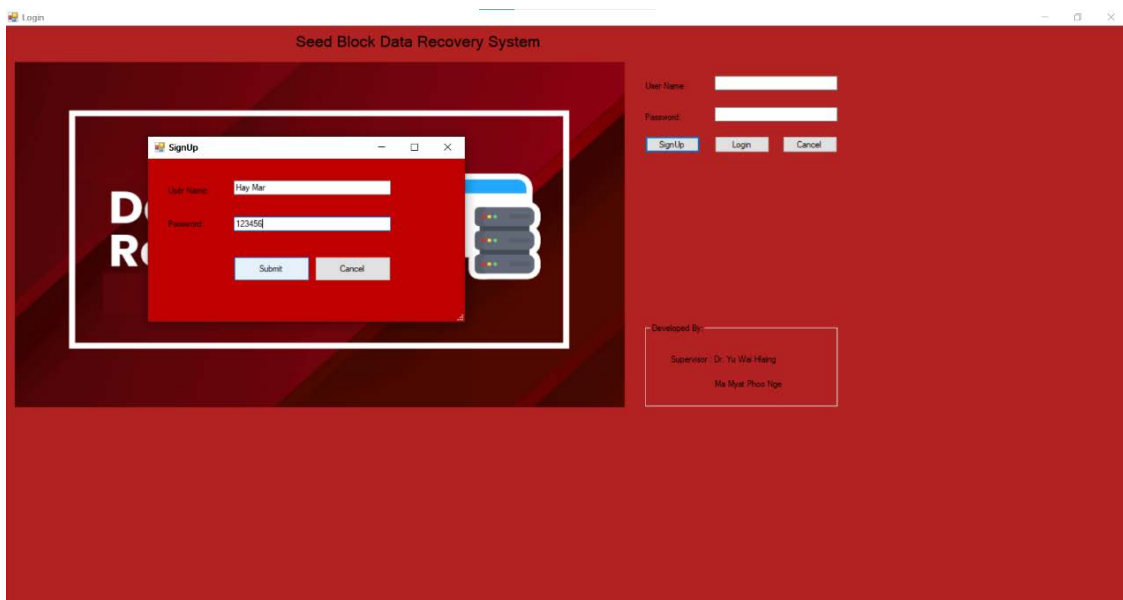 Login
Seed Block Data Recovery System
User Name
Password:
SignUp Login Cancel
SignUp
User Name: Hay Mar
Password: 123456
Submit Cancel
D
R
Developed By:
Supervisor : Dr. Yu Wai Hlaing
Ma Myat Phoo Nge